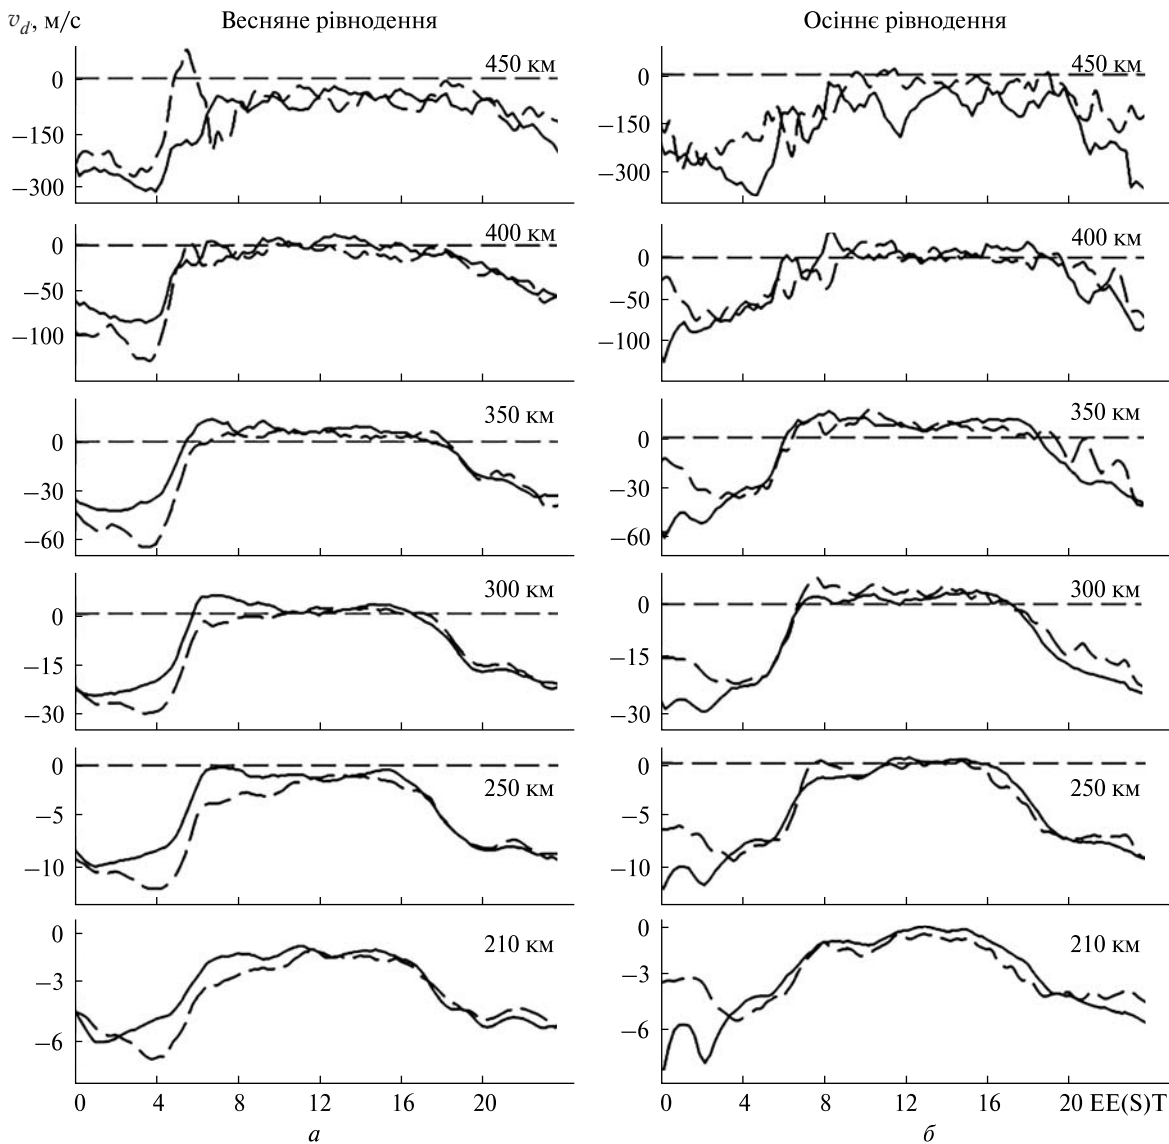 v_d, м/с Весняне рівнодення Осіннє рівнодення
450 км 450 км
0 0
−150 −150
−300 −300
400 км 400 км
0 0
−50 −50
−100 −100
350 км 350 км
0 0
−30 −30
−60 −60
300 км 300 км
0 0
−15 −15
−30 −30
0 0
250 км 250 км
−5 −5
−10 −10
0 0
210 км 210 км
−3 −3
−6 −6
0 4 8 12 16 20 0 4 8 12 16 20 EE(S)T
а б